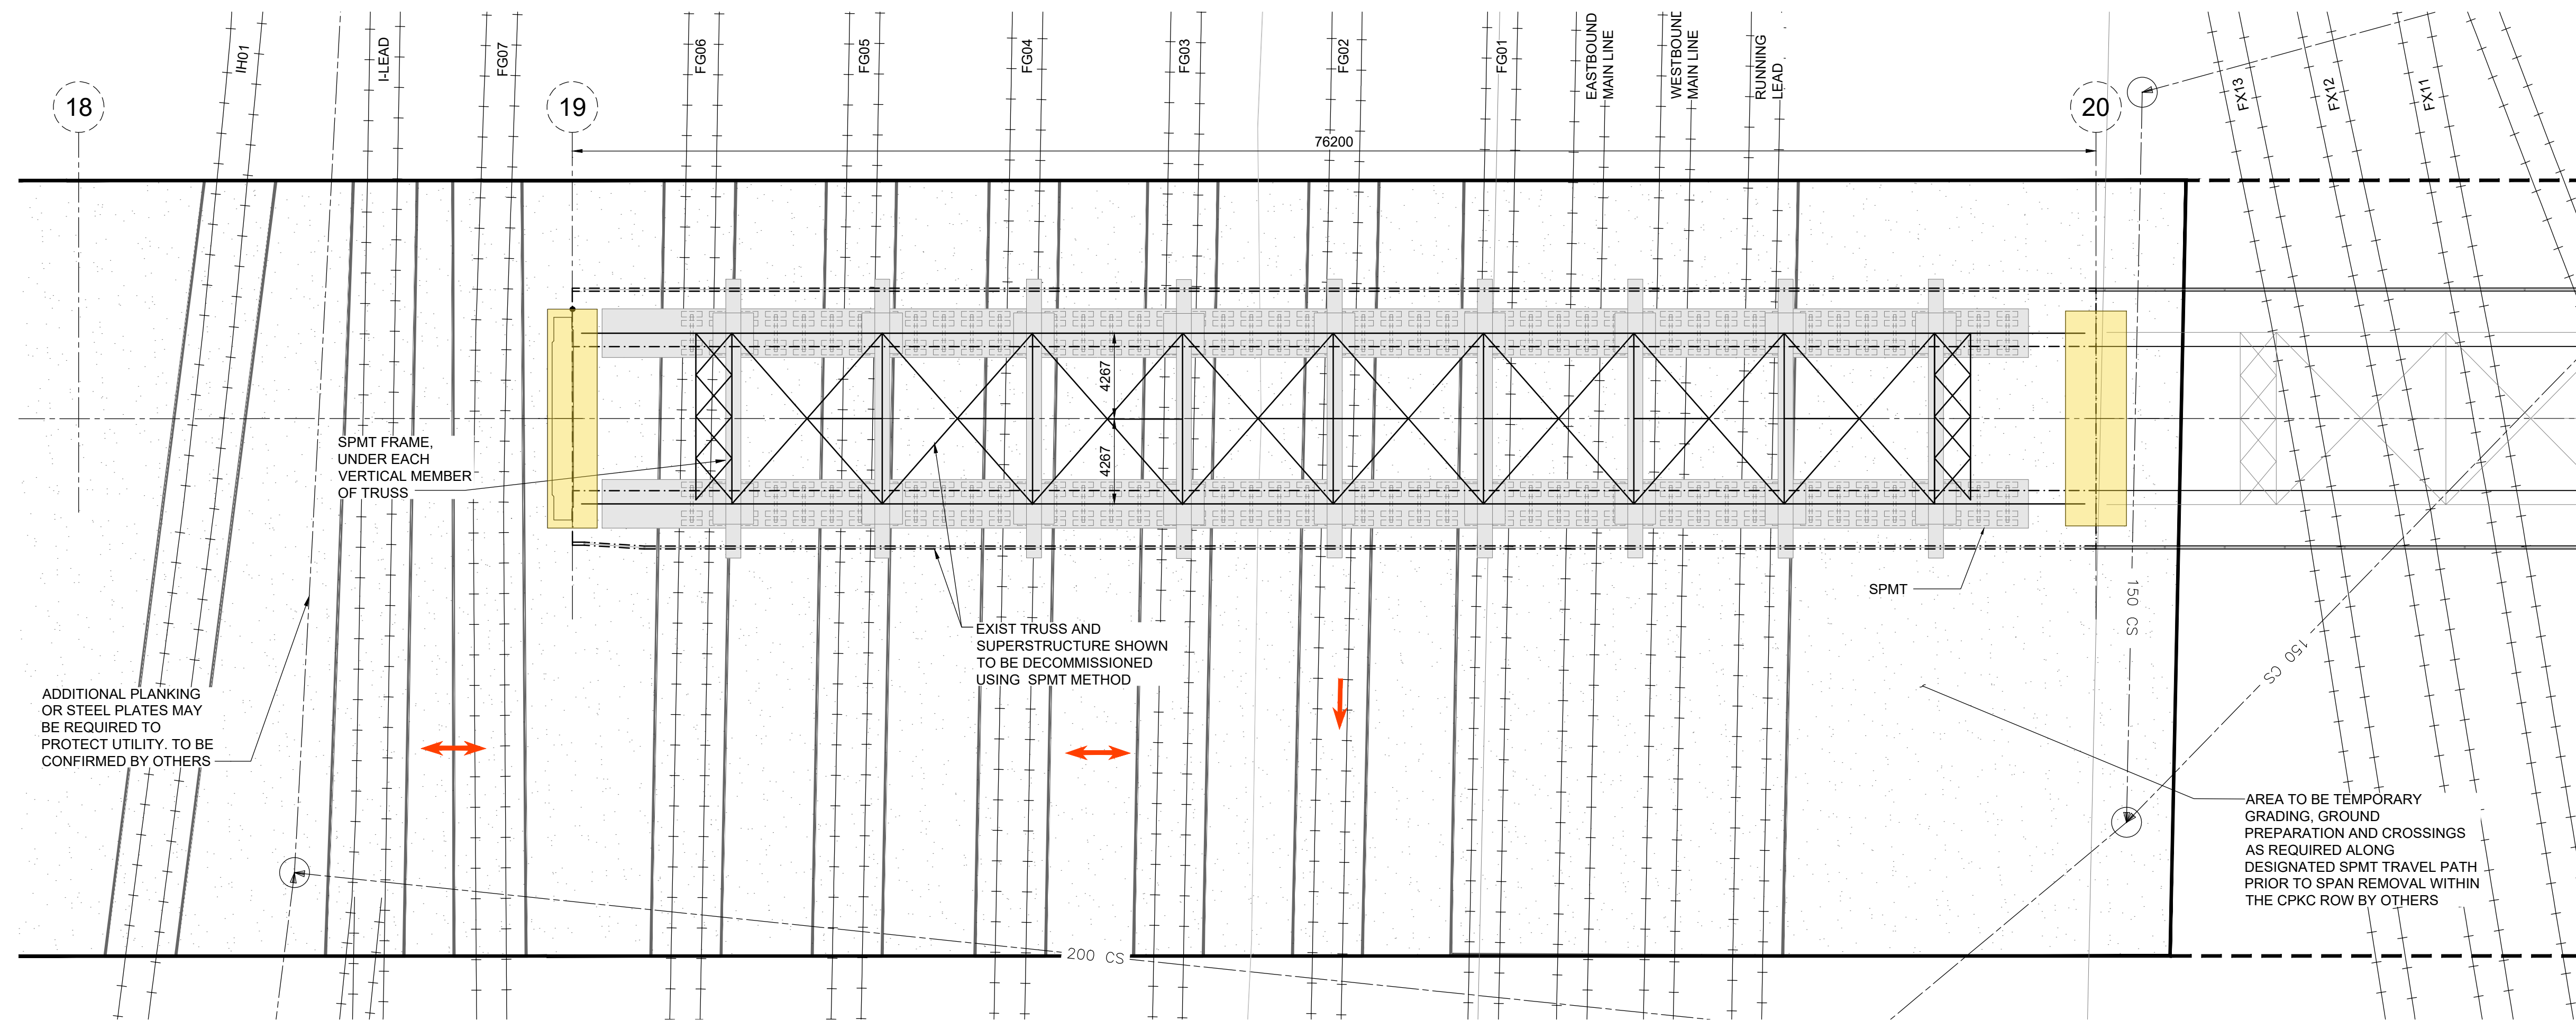 IH01
I-LEAD
FG07
FG06
FG05
FG04
FG03
FG02
FG01
EASTBOUND
MAIN LINE
WESTBOUND
MAIN LINE
RUNNING
LEAD
FX13
FX12
FX11
18
19
20
76200
4267
4267
SPMT FRAME,
UNDER EACH
VERTICAL MEMBER
OF TRUSS
SPMT
150 CS
150 CS
EXIST TRUSS AND
SUPERSTRUCTURE SHOWN
TO BE DECOMMISSIONED
USING SPMT METHOD
ADDITIONAL PLANKING
OR STEEL PLATES MAY
BE REQUIRED TO
PROTECT UTILITY. TO BE
CONFIRMED BY OTHERS
AREA TO BE TEMPORARY
GRADING, GROUND
PREPARATION AND CROSSINGS
AS REQUIRED ALONG
DESIGNATED SPMT TRAVEL PATH
PRIOR TO SPAN REMOVAL WITHIN
THE CPKC ROW BY OTHERS
200 CS